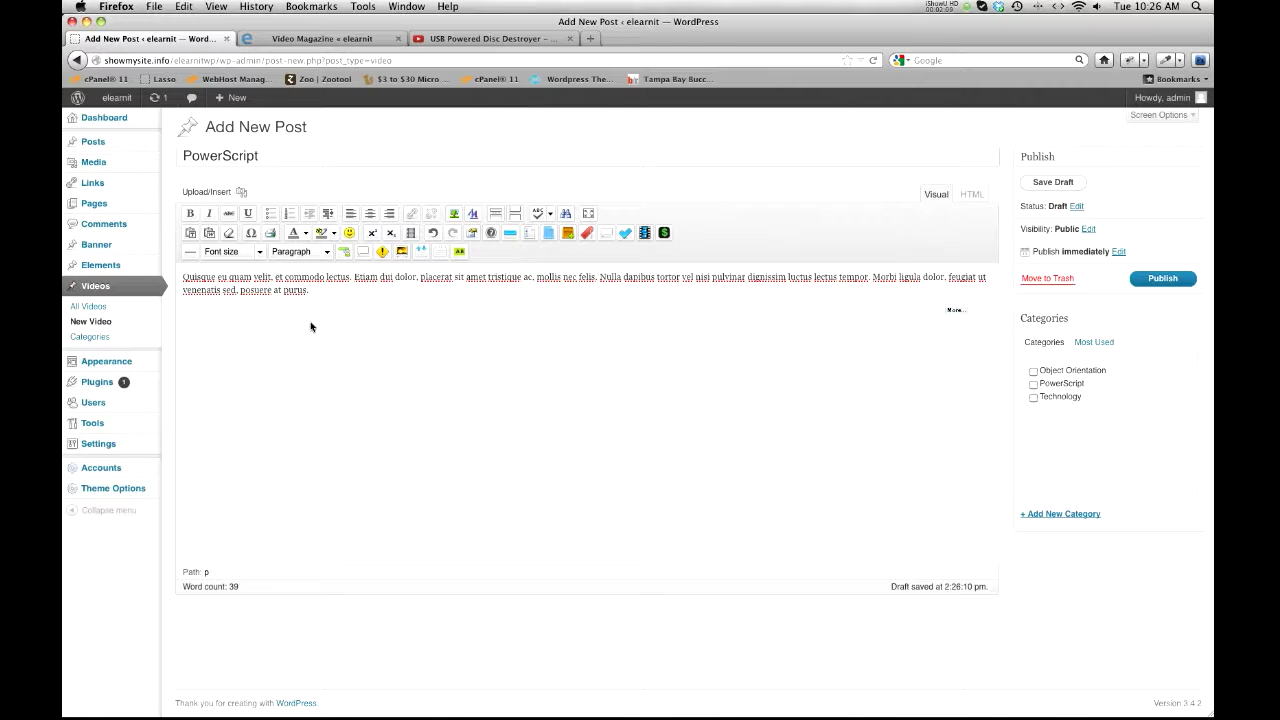 Firefox File Edit View History Bookmarks Tools Window Help Tue 10:26 AM
Add New Post ‹ elearnit — WordPress
Add New Post ‹ elearnit — Word... Video Magazine « elearnit USB Powered Disc Destroyer – ...
showmysite.info/elearnitwp/wp-admin/post-new.php?post_type=video Google
cPanel® 11 Lasso WebHost Manag... Zoo | Zootool $3 to $30 Micro... cPanel® 11 Wordpress The... Tampa Bay Bucc... Bookmarks
elearnit 1 New Howdy, admin
Screen Options
Dashboard
Posts
Media
Links
Pages
Comments
Banner
Elements
Videos
All Videos
New Video
Categories
Appearance
Plugins 1
Users
Tools
Settings
Accounts
Theme Options
Collapse menu
Add New Post
PowerScript
Upload/Insert Visual HTML
B I ABC U
Font size Paragraph
Quisque eu quam velit, et commodo lectus. Etiam dui dolor, placerat sit amet tristique ac, mollis nec felis. Nulla dapibus tortor vel nisi pulvinar dignissim luctus lectus tempor. Morbi ligula dolor, feugiat ut
venenatis sed, posuere at purus.
More...
Path: p
Word count: 39 Draft saved at 2:26:10 pm.
Publish
Save Draft
Status: Draft Edit
Visibility: Public Edit
Publish immediately Edit
Move to Trash Publish
Categories
Categories Most Used
Object Orientation
PowerScript
Technology
+ Add New Category
Thank you for creating with WordPress. Version 3.4.2